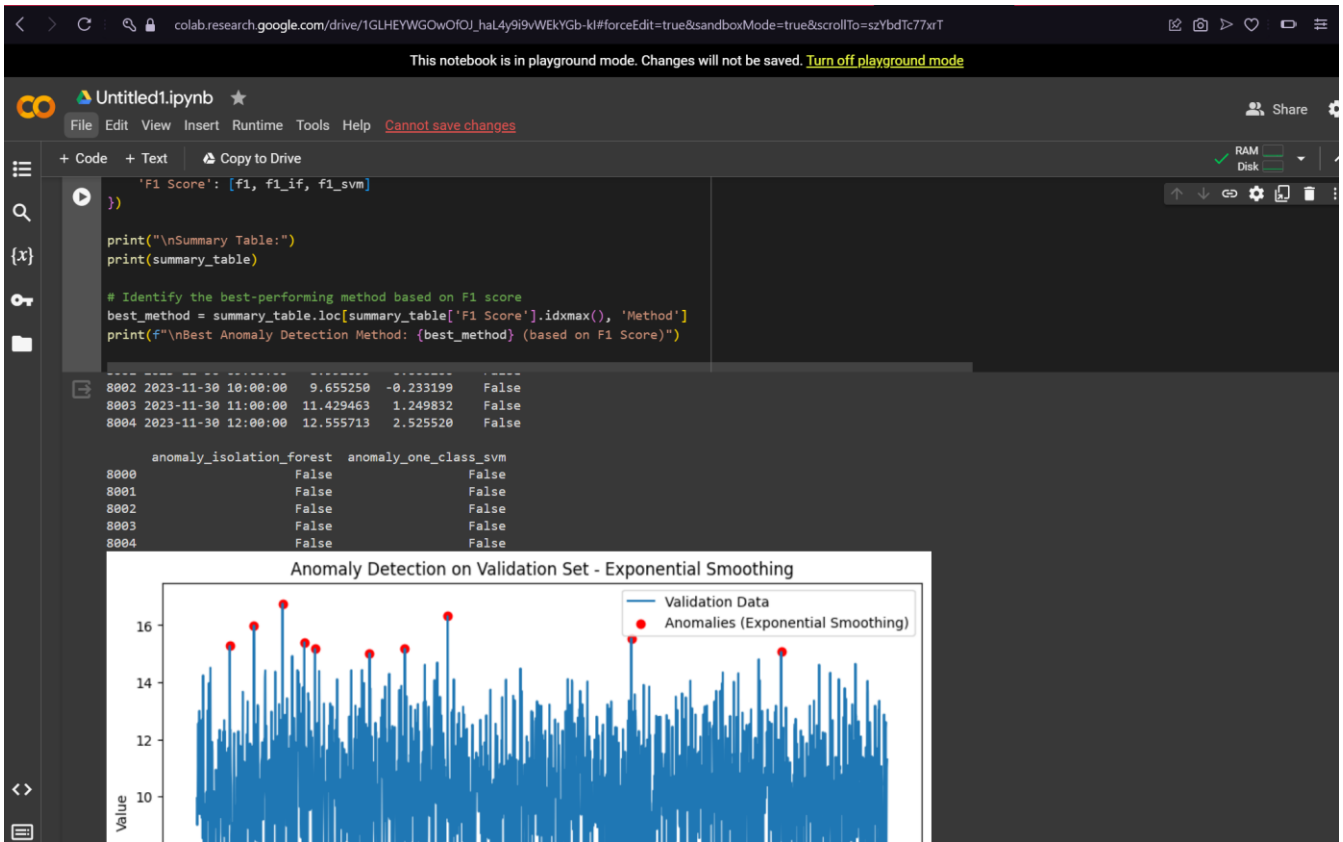 colab.research.google.com/drive/1GLHEYWGOwOfOJ_haL4y9i9vWEkYGb-kI#forceEdit=true&sandboxMode=true&scrollTo=szYbdTc77xrT
This notebook is in playground mode. Changes will not be saved. Turn off playground mode
CO Untitled1.ipynb
Share
File Edit View Insert Runtime Tools Help Cannot save changes
+ Code + Text Copy to Drive
RAM
Disk
'F1 Score': [f1, f1_if, f1_svm]
})
{x}
print("\nSummary Table:")
print(summary_table)
# Identify the best-performing method based on F1 score
best_method = summary_table.loc[summary_table['F1 Score'].idxmax(), 'Method']
print(f"\nBest Anomaly Detection Method: {best_method} (based on F1 Score)")
8002 2023-11-30 10:00:00 9.655250 -0.233199 False
8003 2023-11-30 11:00:00 11.429463 1.249832 False
8004 2023-11-30 12:00:00 12.555713 2.525520 False
anomaly_isolation_forest anomaly_one_class_svm
8000 False False
8001 False False
8002 False False
8003 False False
8004 False False
Anomaly Detection on Validation Set - Exponential Smoothing
Validation Data
Anomalies (Exponential Smoothing)
16
14
12
10
Value